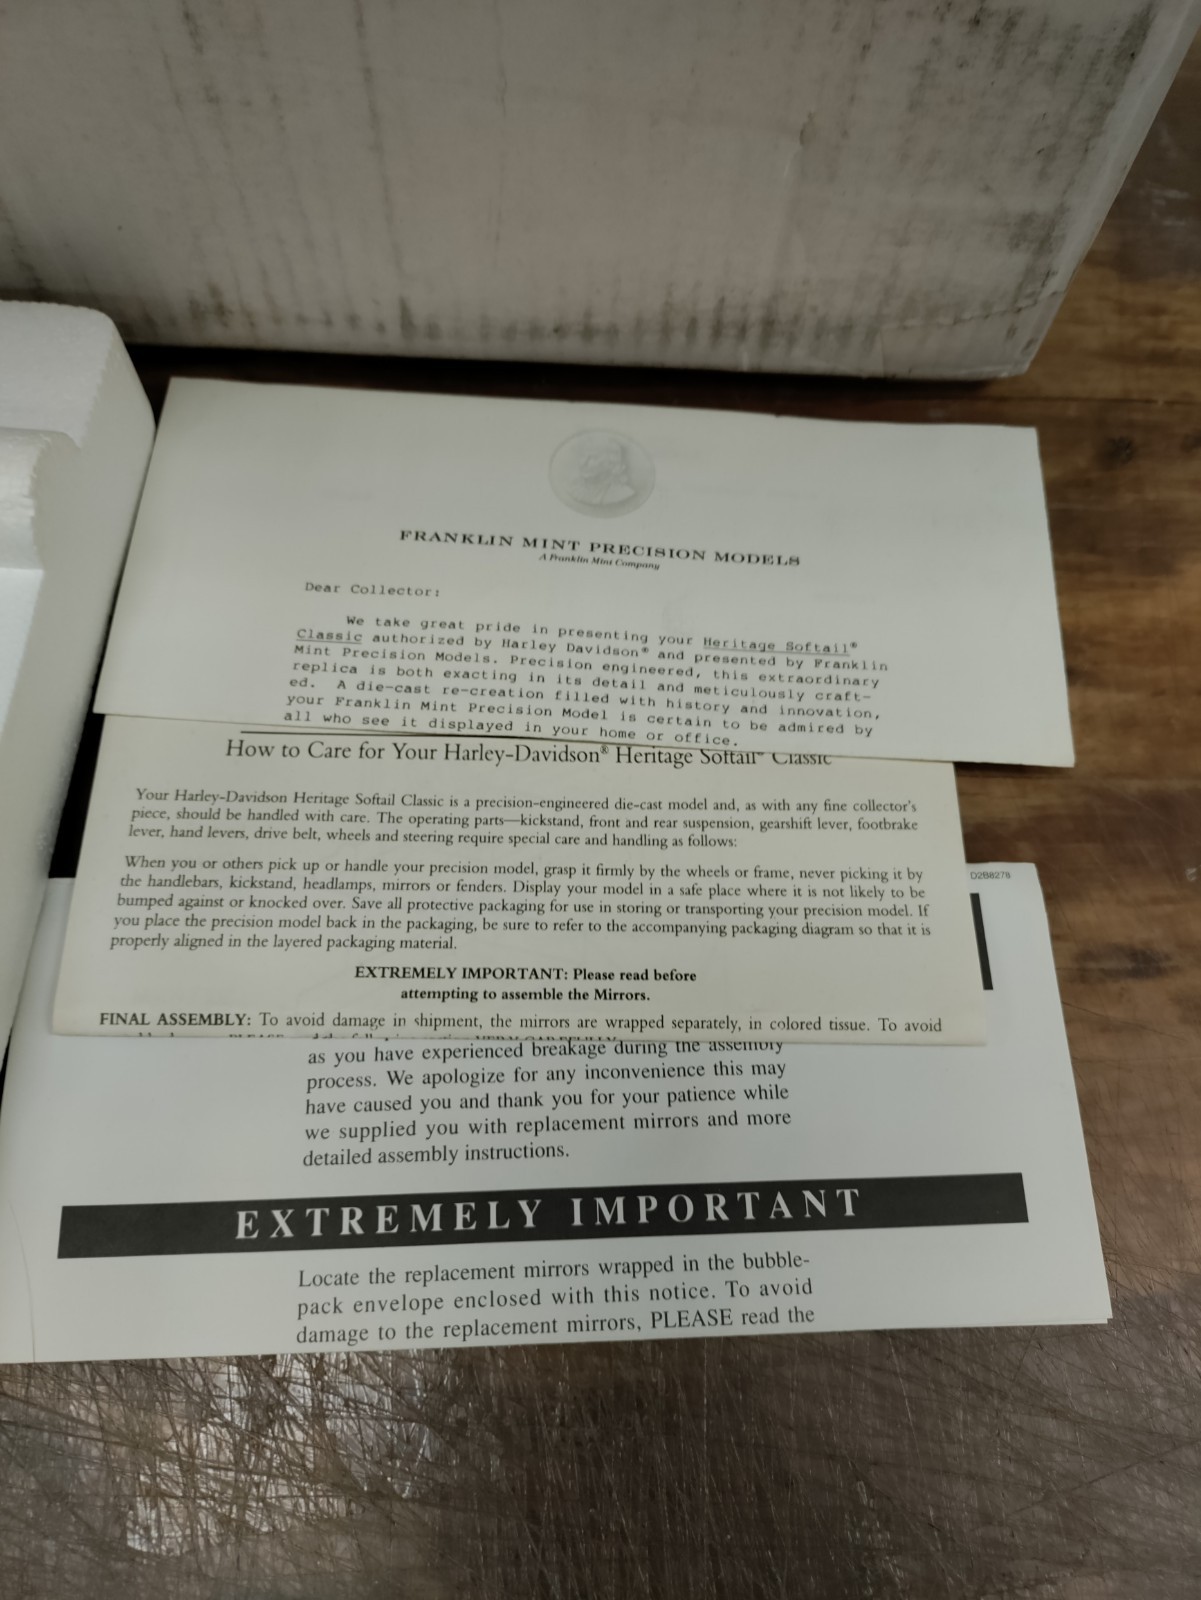 FRANKLIN MINT PRECISION MODELS
A Franklin Mint Company
Dear Collector:
We take great pride in presenting your Heritage Softail®
Classic authorized by Harley Davidson® and presented by Franklin
Mint Precision Models. Precision engineered, this extraordinary
replica is both exacting in its detail and meticulously craft-
ed. A die-cast re-creation filled with history and innovation,
your Franklin Mint Precision Model is certain to be admired by
all who see it displayed in your home or office.
How to Care for Your Harley-Davidson® Heritage Softail™ Classic
Your Harley-Davidson Heritage Softail Classic is a precision-engineered die-cast model and, as with any fine collector's
piece, should be handled with care. The operating parts—kickstand, front and rear suspension, gearshift lever, footbrake
lever, hand levers, drive belt, wheels and steering require special care and handling as follows:
When you or others pick up or handle your precision model, grasp it firmly by the wheels or frame, never picking it by
the handlebars, kickstand, headlamps, mirrors or fenders. Display your model in a safe place where it is not likely to be
bumped against or knocked over. Save all protective packaging for use in storing or transporting your precision model. If
you place the precision model back in the packaging, be sure to refer to the accompanying packaging diagram so that it is
properly aligned in the layered packaging material.
EXTREMELY IMPORTANT: Please read before
attempting to assemble the Mirrors.
FINAL ASSEMBLY: To avoid damage in shipment, the mirrors are wrapped separately, in colored tissue. To avoid
D2B8278
as you have experienced breakage during the assembly
process. We apologize for any inconvenience this may
have caused you and thank you for your patience while
we supplied you with replacement mirrors and more
detailed assembly instructions.
EXTREMELY IMPORTANT
Locate the replacement mirrors wrapped in the bubble-
pack envelope enclosed with this notice. To avoid
damage to the replacement mirrors, PLEASE read the